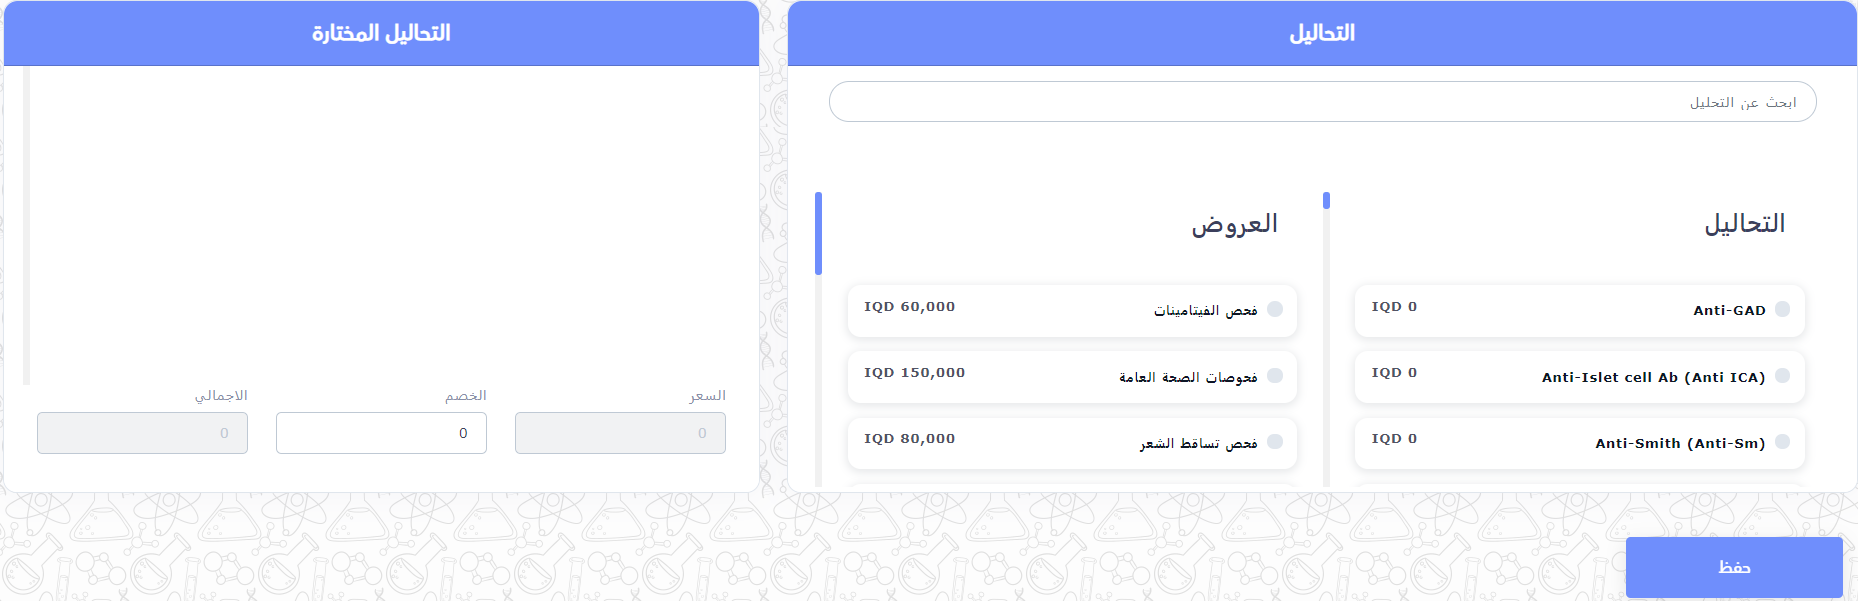 التحاليل
ابحث عن التحليل
التحاليل
Anti-GAD
IQD 0
Anti-Islet cell Ab (Anti ICA)
IQD 0
Anti-Smith (Anti-Sm)
IQD 0
العروض
فحص الفيتامينات
IQD 60,000
فحوصات الصحة العامة
IQD 150,000
فحص تساقط الشعر
IQD 80,000
التحاليل المختارة
السعر
0
الخصم
0
الاجمالي
0
حفظ